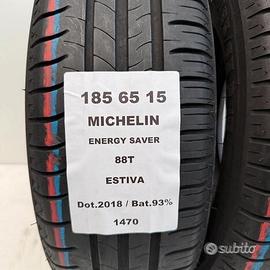 185 65 15
MICHELIN
ENERGY SAVER
88T
ESTIVA
Dot.2018 / Bat.93%
1470
subito